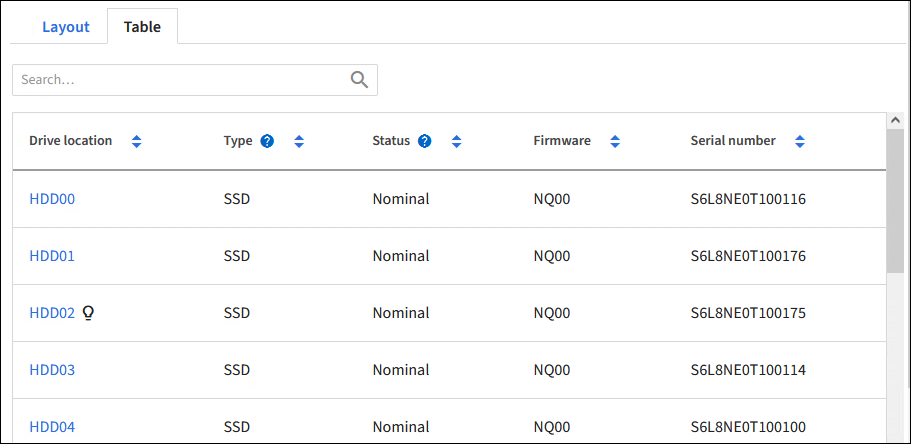 Layout Table
Search...
Drive location Type ? Status ? Firmware Serial number
HDD00 SSD Nominal NQ00 S6L8NE0T100116
HDD01 SSD Nominal NQ00 S6L8NE0T100176
HDD02 SSD Nominal NQ00 S6L8NE0T100175
HDD03 SSD Nominal NQ00 S6L8NE0T100114
HDD04 SSD Nominal NQ00 S6L8NE0T100100